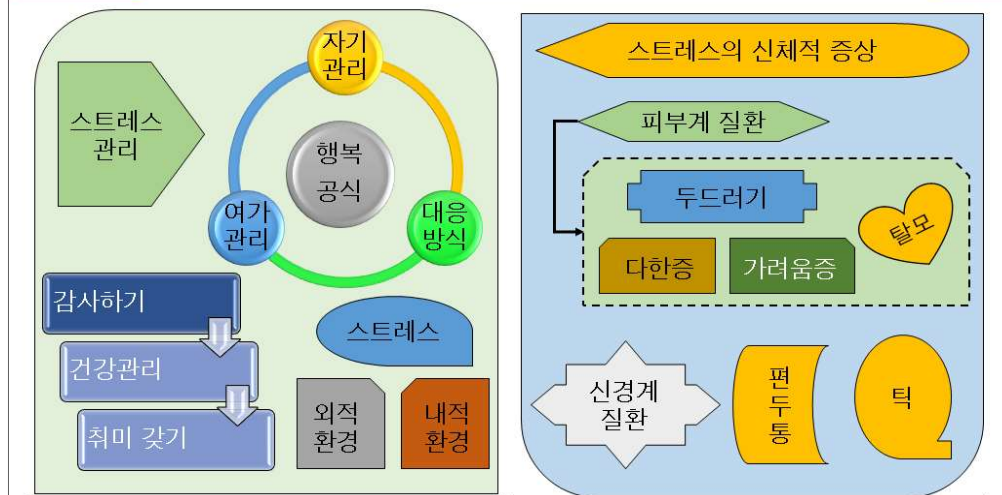 스트레스
관리
자기
관리
행복
공식
여가
관리
대응
방식
감사하기
건강관리
취미 갖기
스트레스
외적
환경
내적
환경
스트레스의 신체적 증상
피부계 질환
두드러기
탈모
다한증
가려움증
신경계
질환
편
두
통
틱